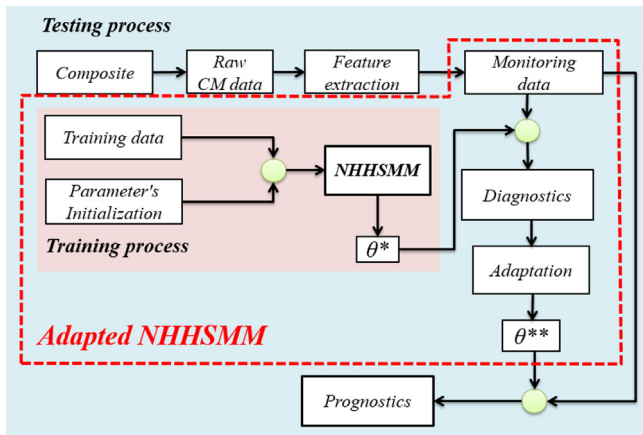 Testing process
Composite
Raw
CM data
Feature
extraction
Monitoring
data
Training data
Parameter's
Initialization
NHHSMM
Training process
θ*
Diagnostics
Adaptation
Adapted NHHSMM
θ**
Prognostics